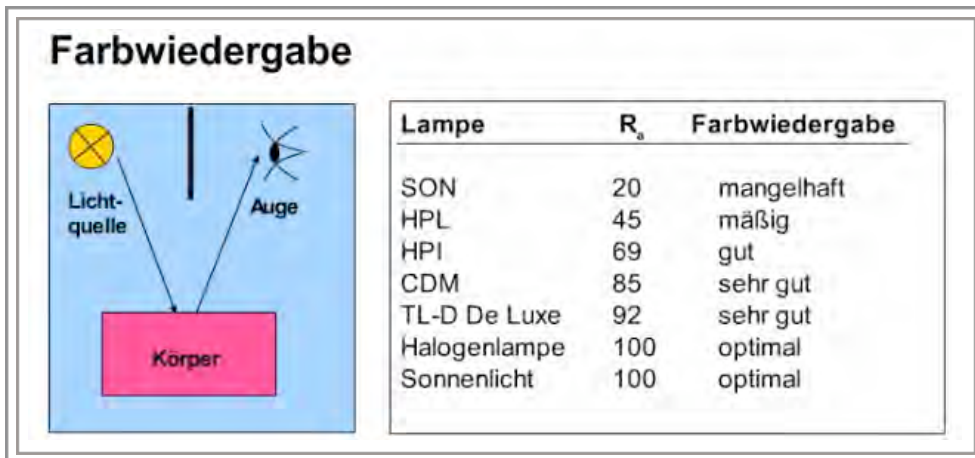 Farbwiedergabe
Licht-
quelle
Auge
Körper
Lampe Rₐ Farbwiedergabe
SON 20 mangelhaft
HPL 45 mäßig
HPI 69 gut
CDM 85 sehr gut
TL-D De Luxe 92 sehr gut
Halogenlampe 100 optimal
Sonnenlicht 100 optimal